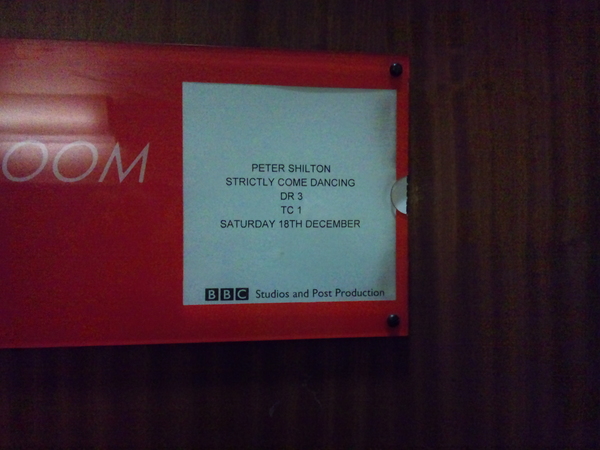 OOM
PETER SHILTON
STRICTLY COME DANCING
DR 3
TC 1
SATURDAY 18TH DECEMBER
BBC Studios and Post Production